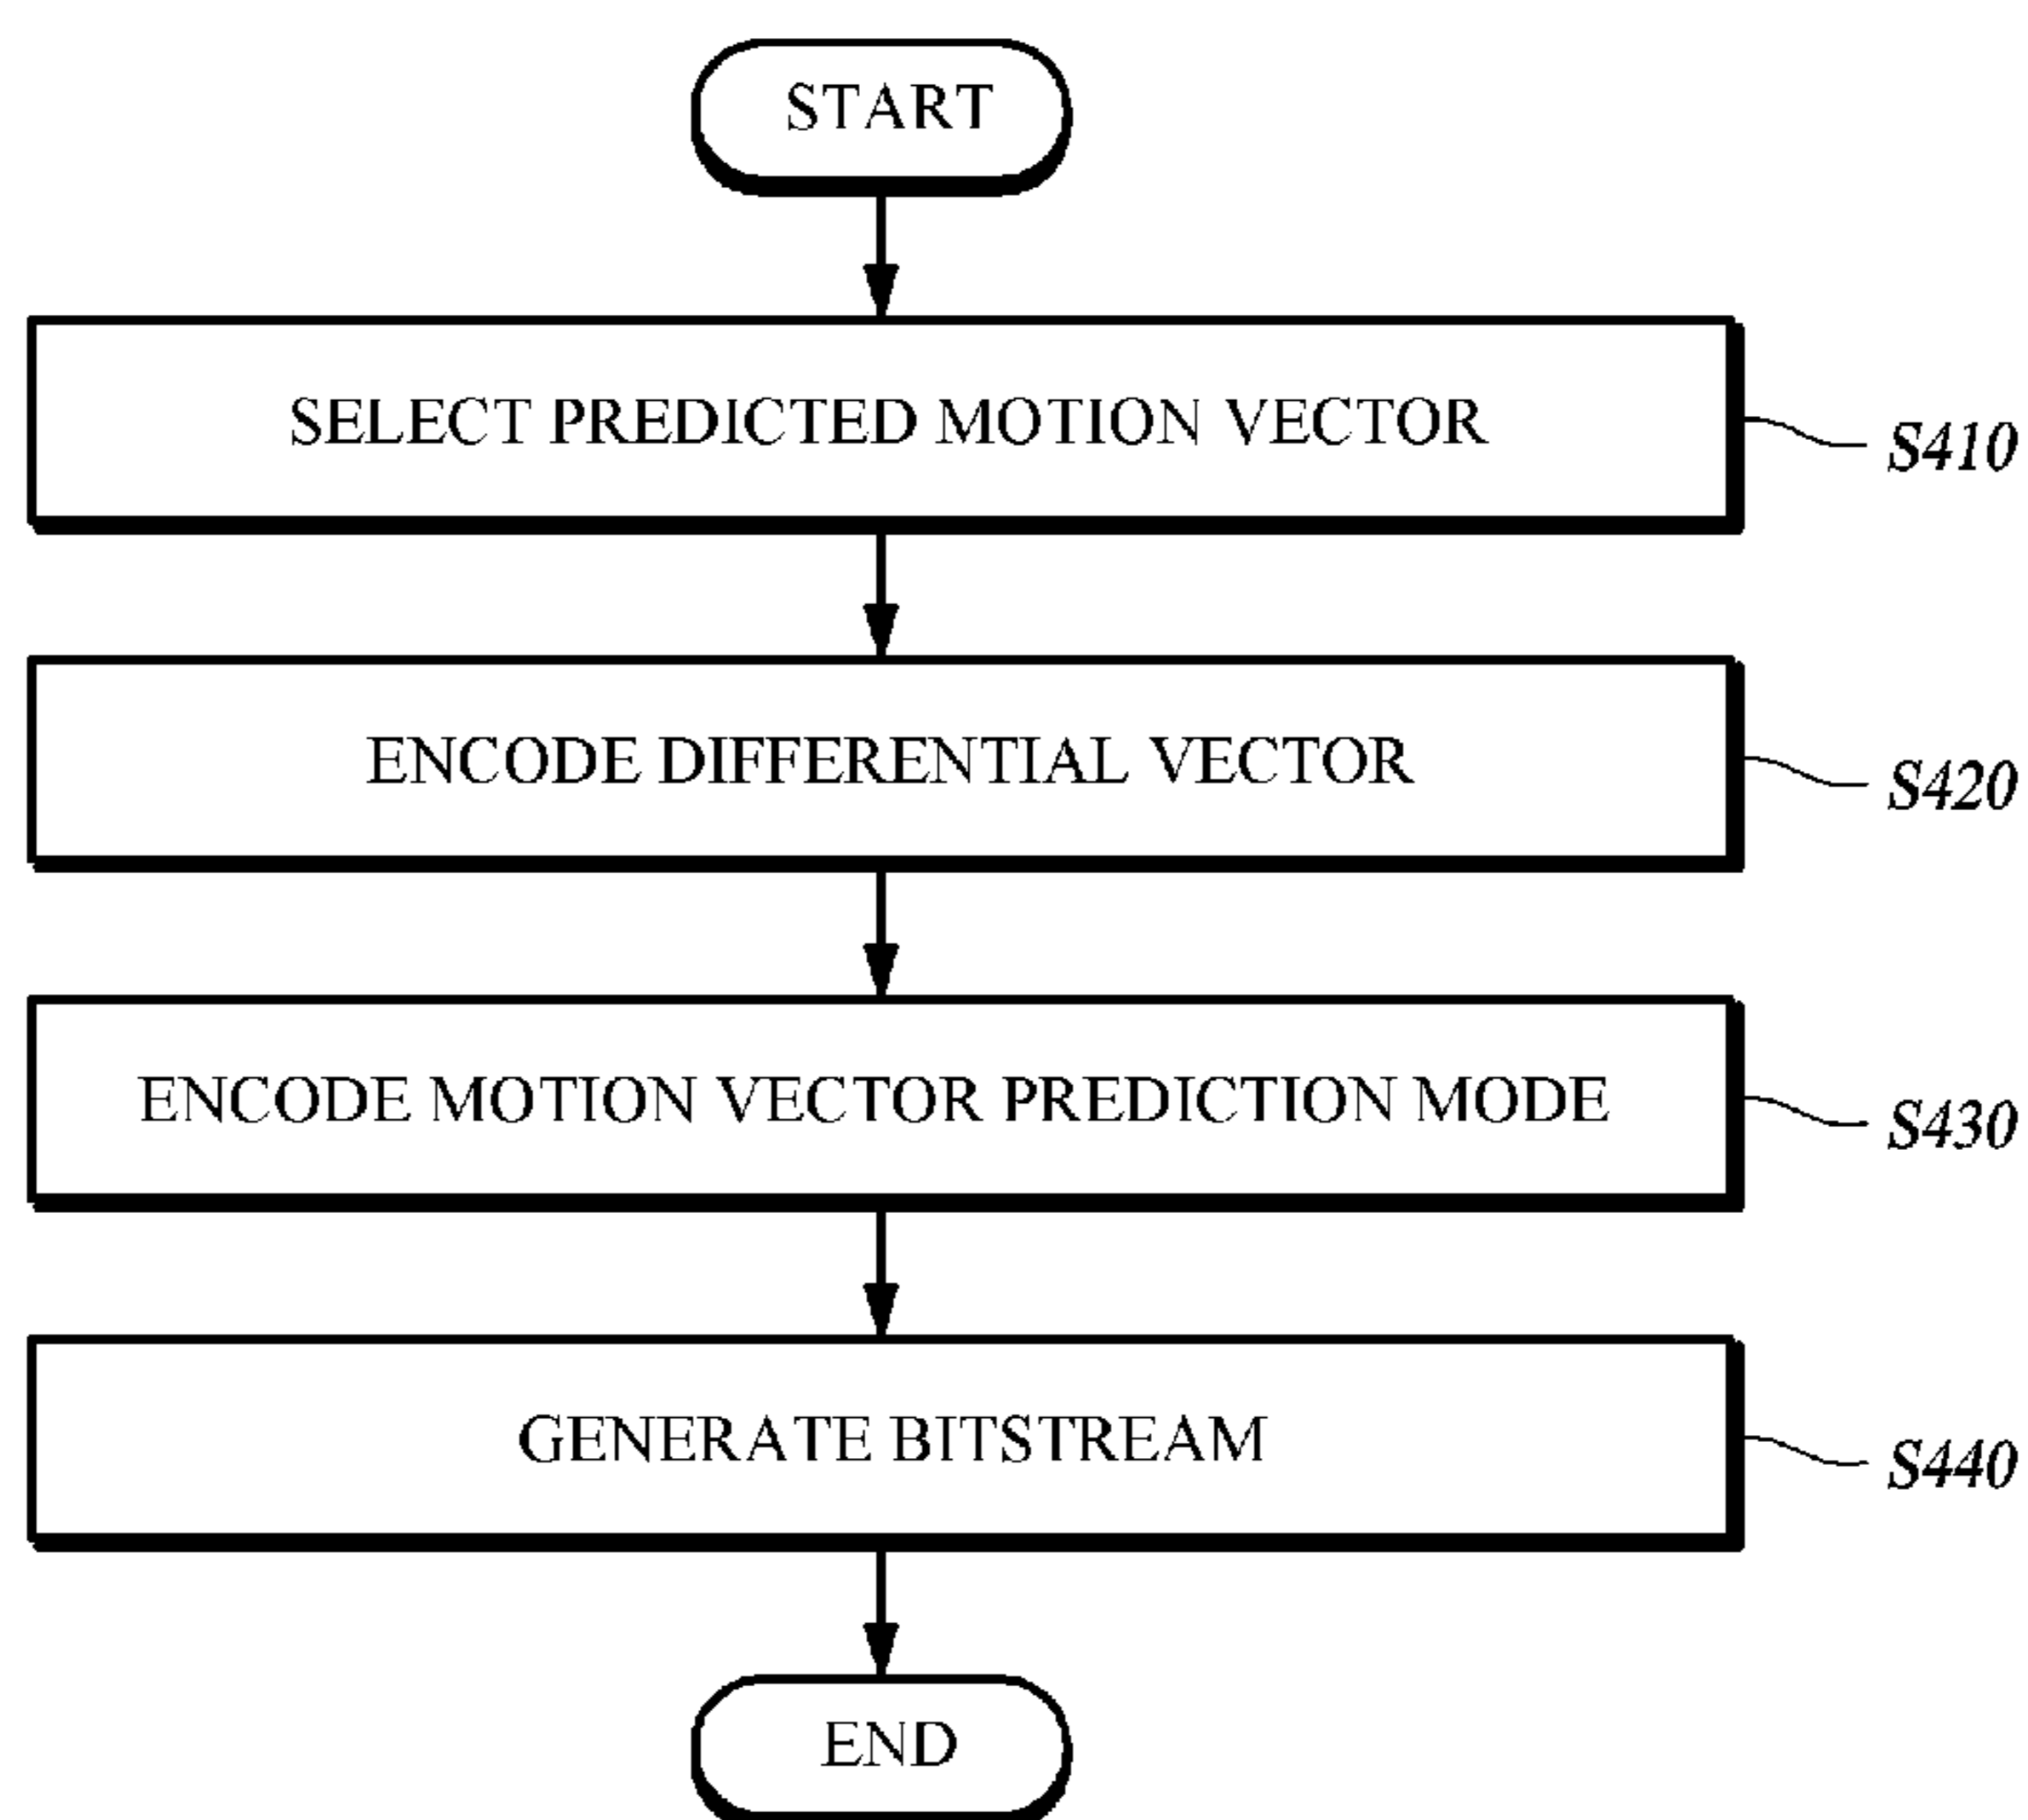 START
SELECT PREDICTED MOTION VECTOR
S410
ENCODE DIFFERENTIAL VECTOR
S420
ENCODE MOTION VECTOR PREDICTION MODE
S430
GENERATE BITSTREAM
S440
END